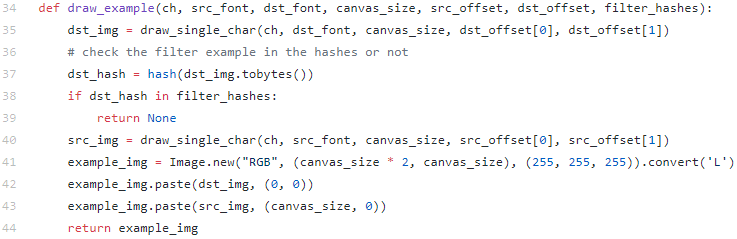 34 def draw_example(ch, src_font, dst_font, canvas_size, src_offset, dst_offset, filter_hashes):
35     dst_img = draw_single_char(ch, dst_font, canvas_size, dst_offset[0], dst_offset[1])
36     # check the filter example in the hashes or not
37     dst_hash = hash(dst_img.tobytes())
38     if dst_hash in filter_hashes:
39         return None
40     src_img = draw_single_char(ch, src_font, canvas_size, src_offset[0], src_offset[1])
41     example_img = Image.new("RGB", (canvas_size * 2, canvas_size), (255, 255, 255)).convert('L')
42     example_img.paste(dst_img, (0, 0))
43     example_img.paste(src_img, (canvas_size, 0))
44     return example_img